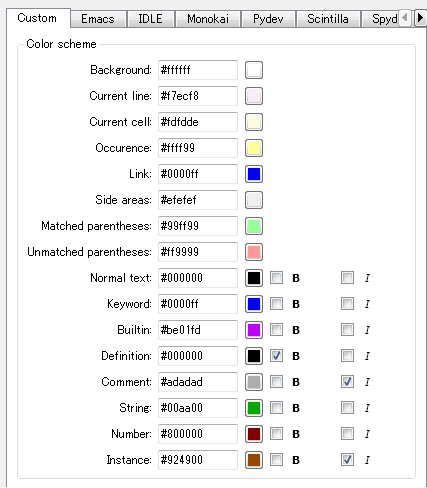 Custom Emacs IDLE Monokai Pydev Scintilla Spyd
Color scheme
Background: #ffffff
Current line: #f7ecf8
Current cell: #fdfdde
Occurence: #ffff99
Link: #0000ff
Side areas: #efefef
Matched parentheses: #99ff99
Unmatched parentheses: #ff9999
Normal text: #000000 B I
Keyword: #0000ff B I
Builtin: #be01fd B I
Definition: #000000 B I
Comment: #adadad B I
String: #00aa00 B I
Number: #800000 B I
Instance: #924900 B I